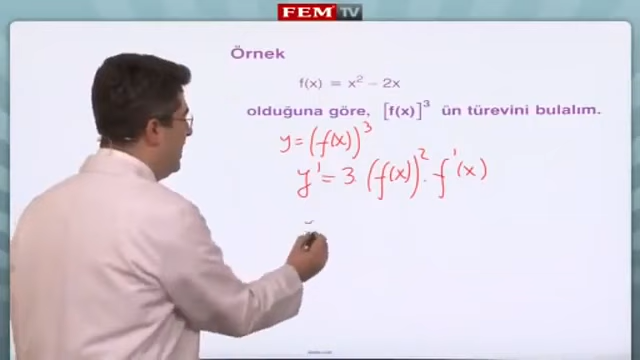 FEM TV
Örnek
f(x) = x² – 2x
olduğuna göre, [f(x)]³ ün türevini bulalım.
y = (f(x))³
y' = 3 (f(x))² . f'(x)